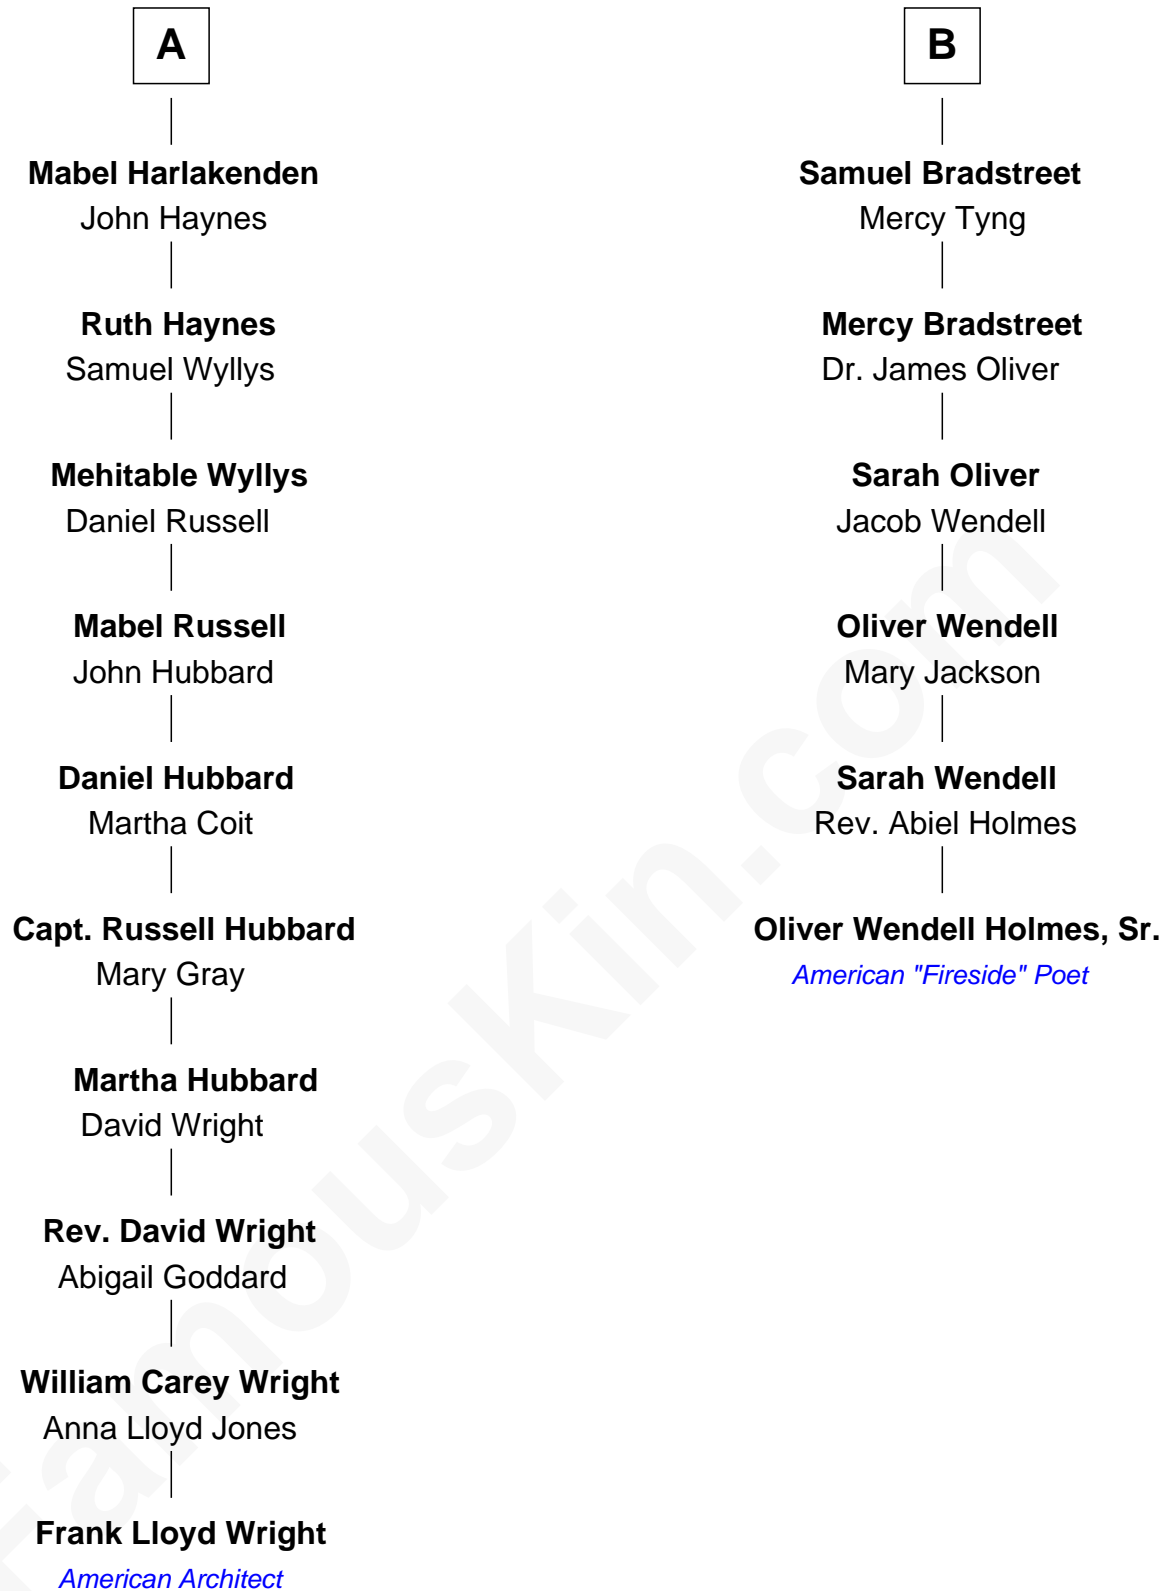 A
Mabel Harlakenden
John Haynes
Ruth Haynes
Samuel Wyllys
Mehitable Wyllys
Daniel Russell
Mabel Russell
John Hubbard
Daniel Hubbard
Martha Coit
Capt. Russell Hubbard
Mary Gray
Martha Hubbard
David Wright
Rev. David Wright
Abigail Goddard
William Carey Wright
Anna Lloyd Jones
Frank Lloyd Wright
American Architect
B
Samuel Bradstreet
Mercy Tyng
Mercy Bradstreet
Dr. James Oliver
Sarah Oliver
Jacob Wendell
Oliver Wendell
Mary Jackson
Sarah Wendell
Rev. Abiel Holmes
Oliver Wendell Holmes, Sr.
American "Fireside" Poet
FamousKin.com